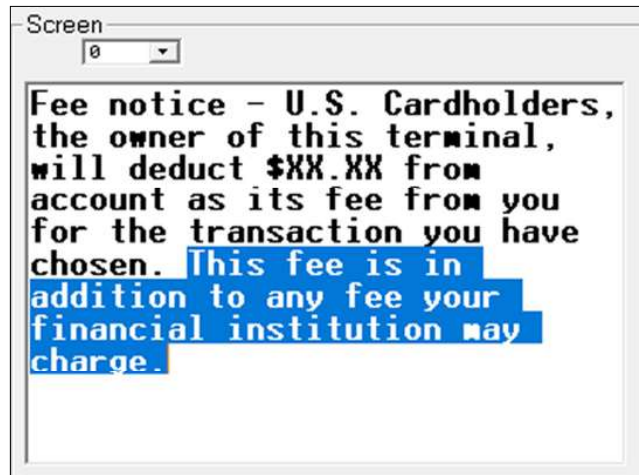 Screen
0
Fee notice - U.S. Cardholders,
the owner of this terminal,
will deduct $XX.XX from
account as its fee from you
for the transaction you have
chosen. This fee is in
addition to any fee your
financial institution may
charge.